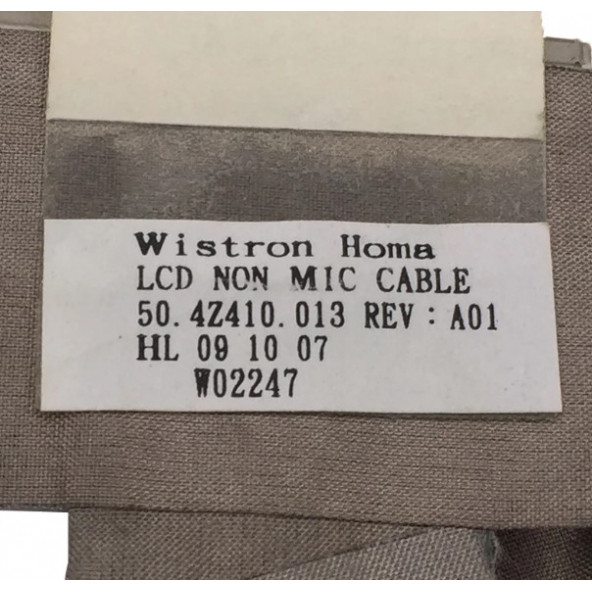 Wistron Homa
LCD NON MIC CABLE
50.4Z410.013 REV : A01
HL 09 10 07
W02247